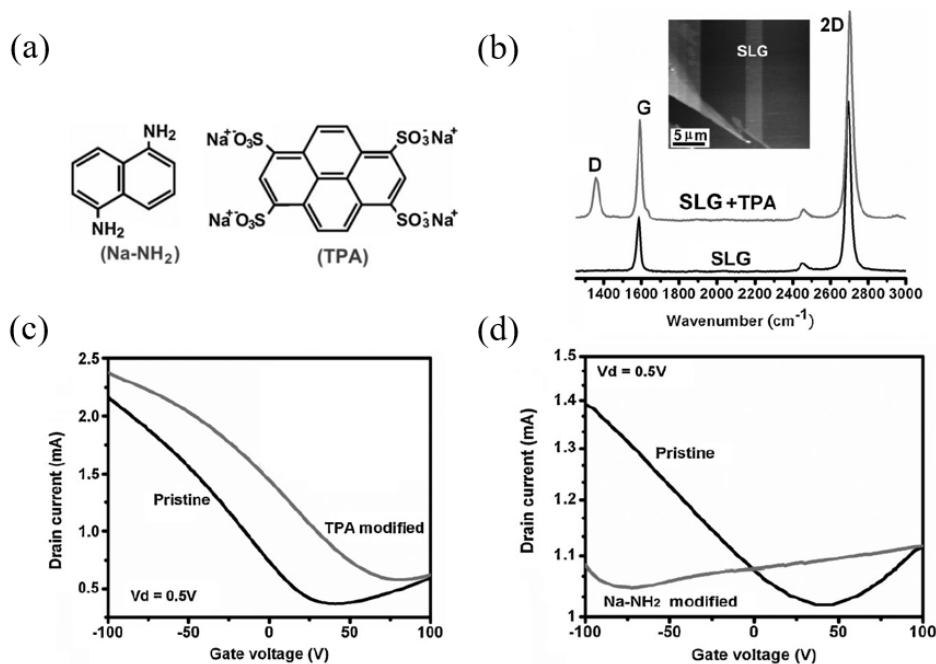 (a)
NH₂
NH₂
(Na-NH₂)
Na⁺⁻O₃S
SO₃⁻Na⁺
Na⁺⁻O₃S
SO₃⁻Na⁺
(TPA)
(b)
SLG
5 μm
2D
G
D
SLG+TPA
SLG
1400 1600 1800 2000 2200 2400 2600 2800 3000
Wavenumber (cm⁻¹)
(c)
Drain current (mA)
2.5
2.0
1.5
1.0
0.5
Pristine
TPA modified
Vd = 0.5V
-100 -50 0 50 100
Gate voltage (V)
(d)
Drain current (mA)
1.5
1.4
1.3
1.2
1.1
1
Vd = 0.5V
Pristine
Na-NH₂ modified
-100 -50 0 50 100
Gate voltage (V)